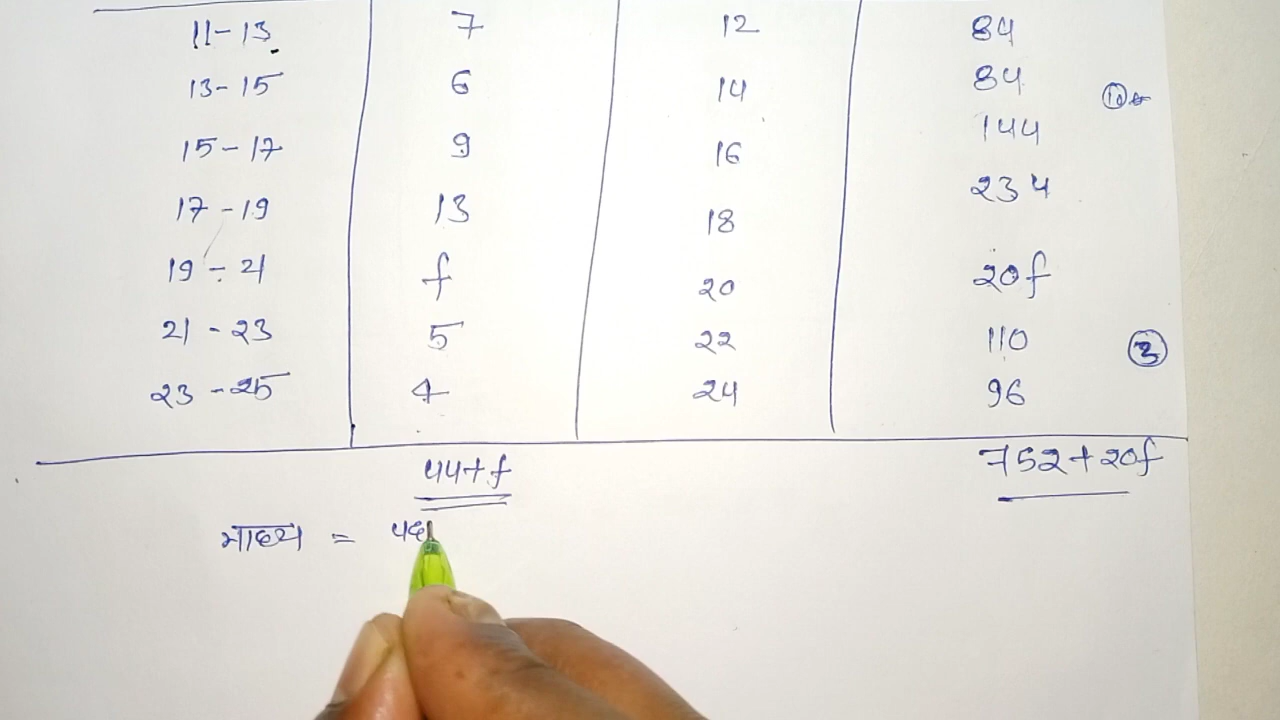 11-13 7 12 84
13-15 6 14 84
15-17 9 16 144
17-19 13 18 234
19-21 f 20 20f
21-23 5 22 110
23-25 4 24 96
44+f 752+20f
माध्य =